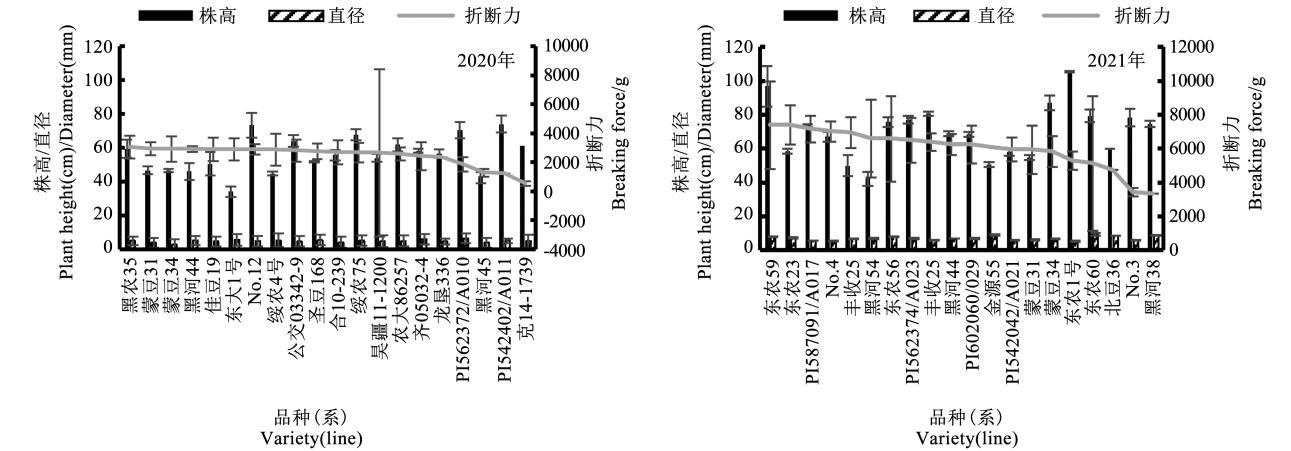 株高 直径 折断力
2020年
株高/直径
Plant height(cm)/Diameter(mm)
120
100
80
60
40
20
0
10000
8000
6000
4000
2000
0
-2000
-4000
折断力
Breaking force/g
黑农35
蒙豆31
蒙豆34
黑河44
佳豆19
东大1号
No.12
绥农4号
公交03342-9
圣豆168
合10-239
绥农75
昊疆11-1200
农大86257
齐05032-4
龙垦336
PI562372/A010
黑河45
PI542402/A011
克14-1739
品种(系)
Variety(line)
株高 直径 折断力
2021年
株高/直径
Plant height(cm)/Diameter(mm)
120
100
80
60
40
20
0
12000
10000
8000
6000
4000
2000
0
折断力
Breaking force/g
东农59
东农23
PI587091/A017
No.4
丰收25
黑河54
东农56
PI562374/A023
丰收25
黑河44
PI602060/029
金源55
PI542042/A021
蒙豆31
蒙豆34
东农1号
东农60
北豆36
No.3
黑河38
品种(系)
Variety(line)